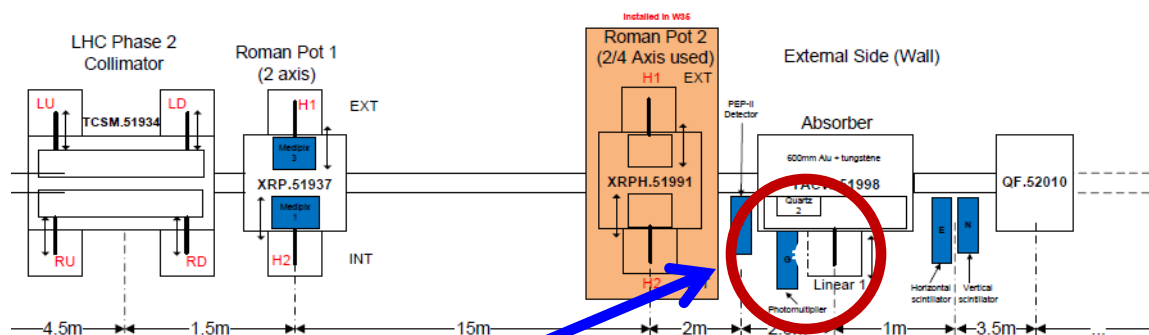 Installed in W35
LHC Phase 2
Collimator
Roman Pot 1
(2 axis)
Roman Pot 2
(2/4 Axis used)
External Side (Wall)
LU
LD
TCSM.51934
H1
EXT
H1
EXT
PEP-II
Detector
Absorber
Medipix
3
600mm Alu + tungstène
XRP.51937
XRPH.51991
QF.52010
Medipix
1
Quartz
2
E
N
RU
RD
H2
INT
H2
G
Linear 1
Photomultiplier
Horizontal
scintillator
Vertical
scintillator
4.5m
1.5m
15m
2m
1m
3.5m
...